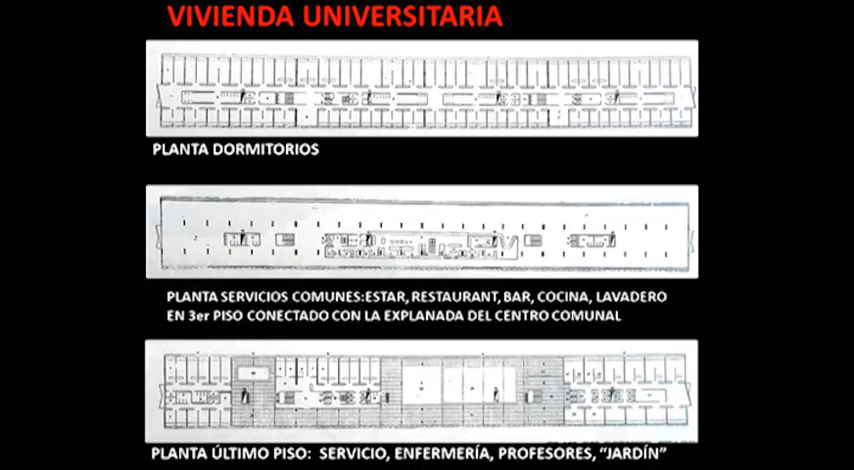 VIVIENDA UNIVERSITARIA
PLANTA DORMITORIOS
PLANTA SERVICIOS COMUNES:ESTAR, RESTAURANT, BAR, COCINA, LAVADERO
EN 3er PISO CONECTADO CON LA EXPLANADA DEL CENTRO COMUNAL
PLANTA ÚLTIMO PISO: SERVICIO, ENFERMERÍA, PROFESORES, “JARDÍN”